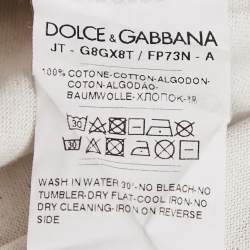 DOLCE & GABBANA
JT - G8GX8T / FP73N - A
100% COTONE-COTTON-ALGODON-
COTON-ALGODÃO-
BAUMWOLLE-ХЛОПОК-棉
30
30
WASH IN WATER 30°-NO BLEACH-NO
TUMBLER-DRY FLAT-COOL IRON-NO
DRY CLEANING-IRON ON REVERSE
SIDE